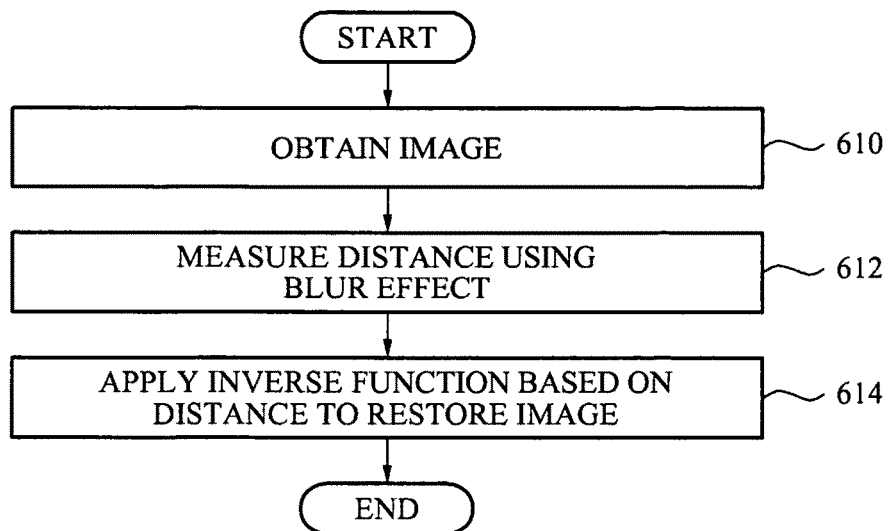 START
OBTAIN IMAGE
610
MEASURE DISTANCE USING
BLUR EFFECT
612
APPLY INVERSE FUNCTION BASED ON
DISTANCE TO RESTORE IMAGE
614
END